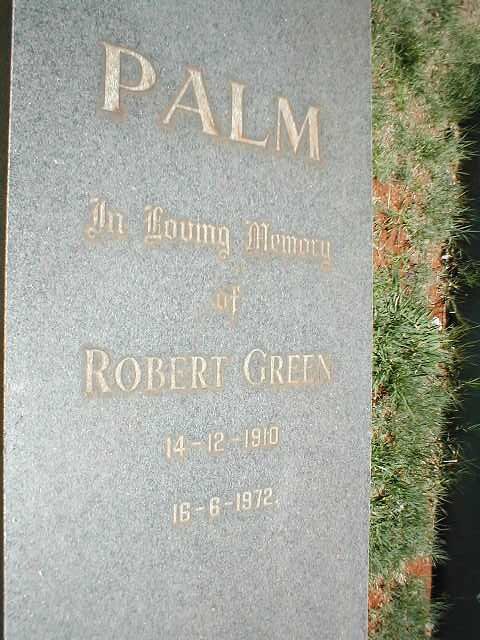 PALM
In Loving Memory
of
ROBERT GREEN
14-12-1910
16-6-1972.